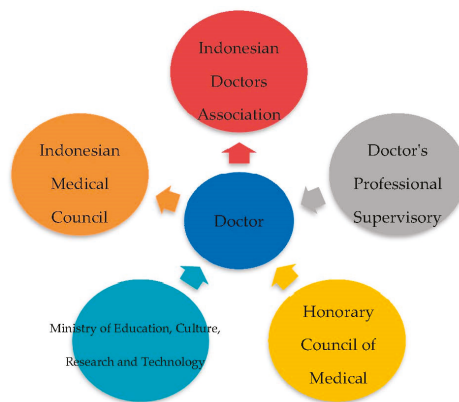 Indonesian
Doctors
Association
Indonesian
Medical
Council
Doctor's
Professional
Supervisory
Doctor
Ministry of Education, Culture,
Research and Technology
Honorary
Council of
Medical